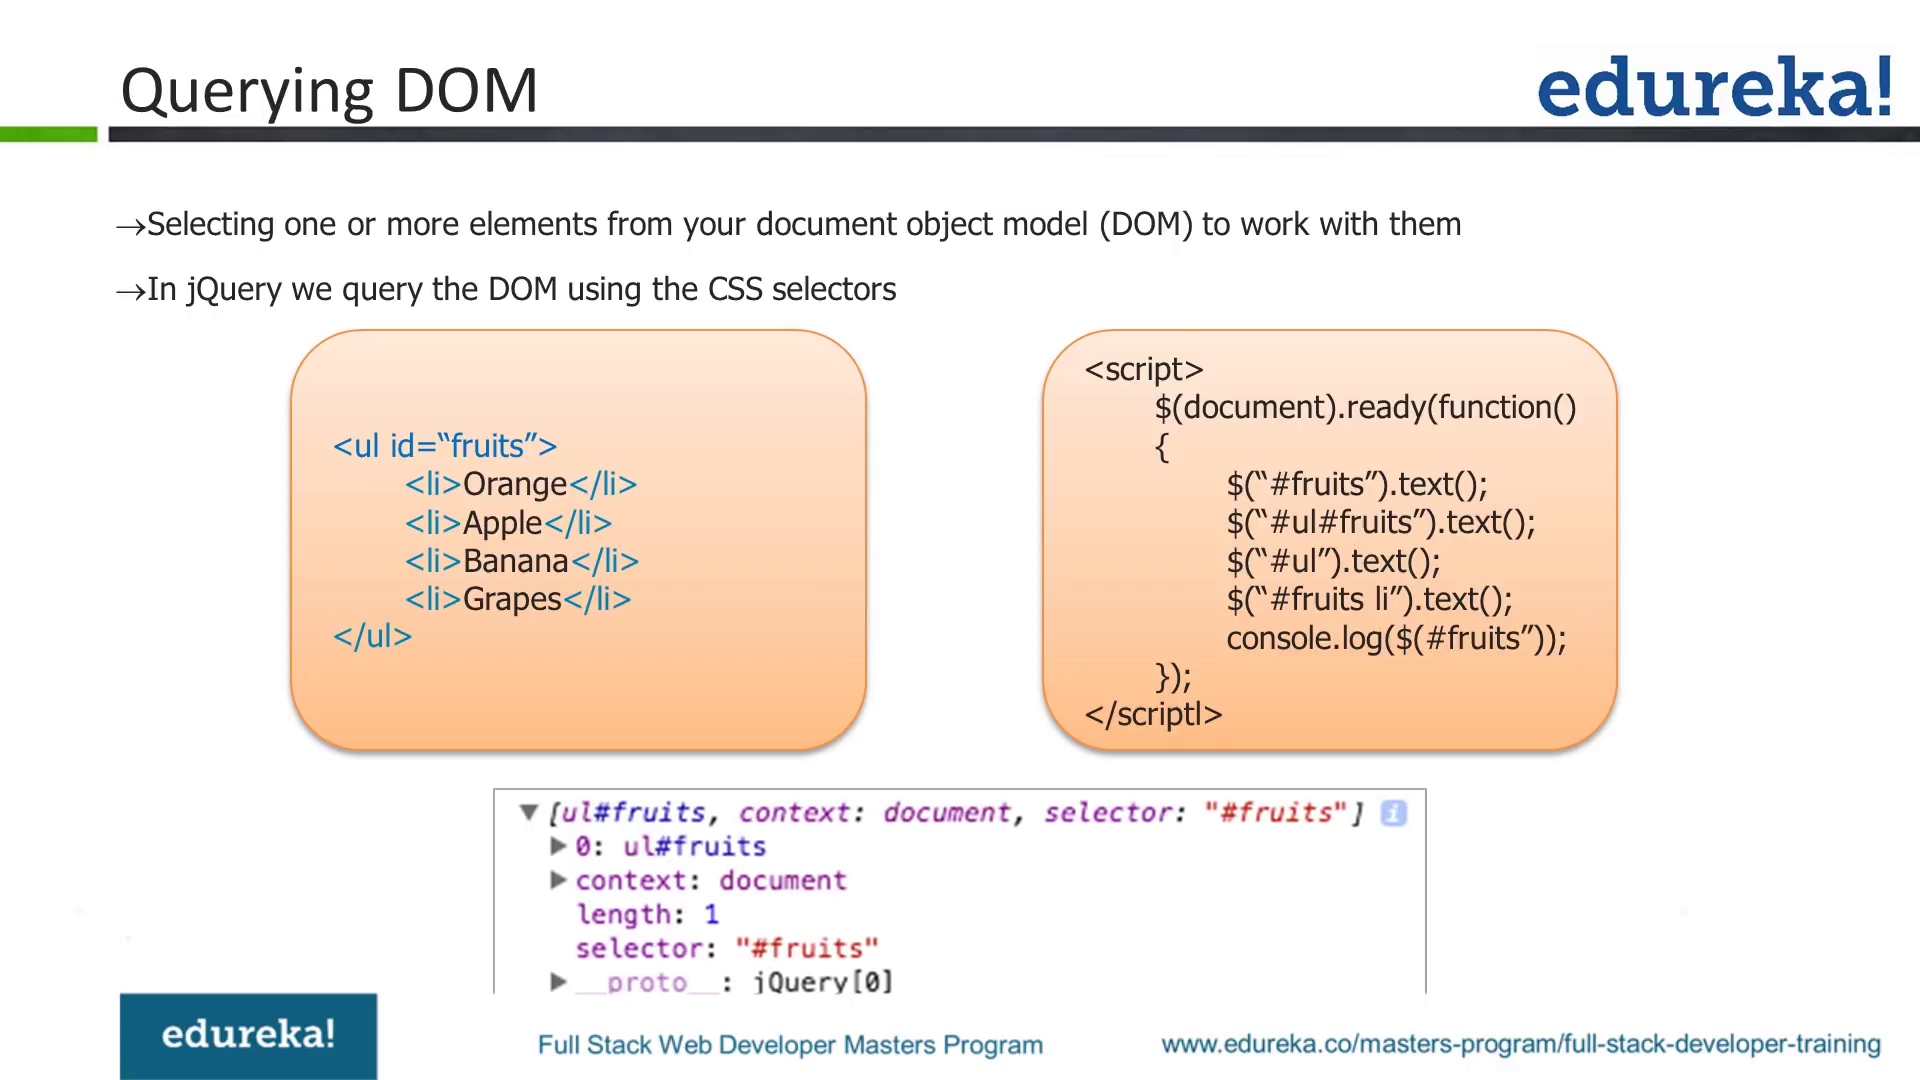 Querying DOM
edureka!
→Selecting one or more elements from your document object model (DOM) to work with them
→In jQuery we query the DOM using the CSS selectors
<ul id=“fruits”>
<li>Orange</li>
<li>Apple</li>
<li>Banana</li>
<li>Grapes</li>
</ul>
<script>
$(document).ready(function()
{
$(“#fruits”).text();
$(“#ul#fruits”).text();
$(“#ul”).text();
$(“#fruits li”).text();
console.log($(#fruits”));
});
</scriptl>
▼ [ul#fruits, context: document, selector: "#fruits"] i
▶ 0: ul#fruits
▶ context: document
length: 1
selector: "#fruits"
▶ __proto__: jQuery[0]
edureka!
Full Stack Web Developer Masters Program
www.edureka.co/masters-program/full-stack-developer-training